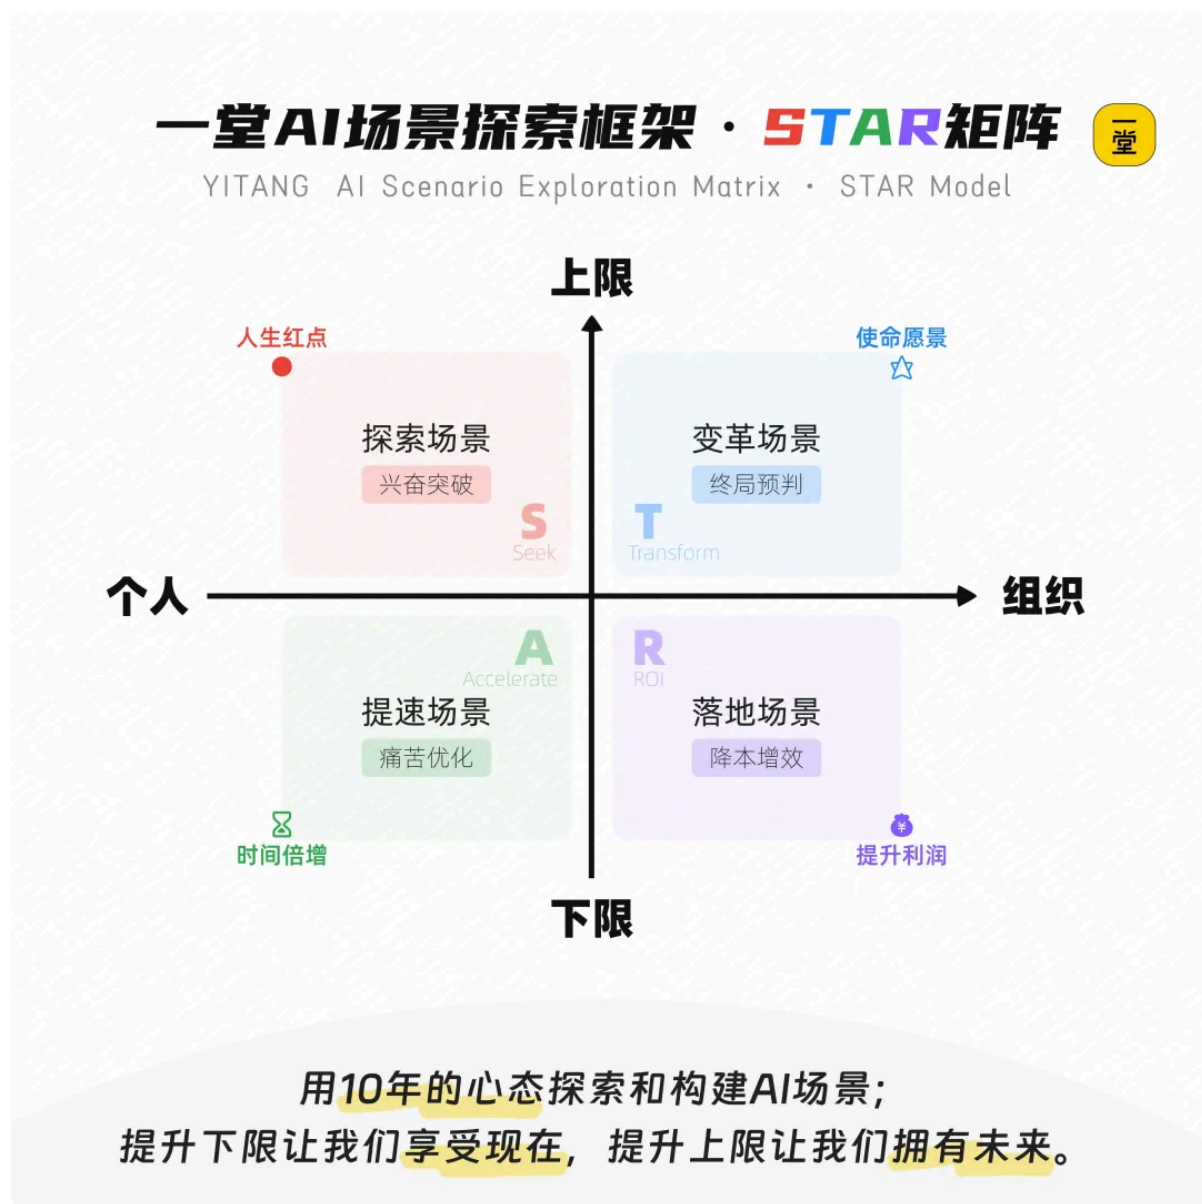 一堂AI场景探索框架 · STAR矩阵
一堂
YITANG AI Scenario Exploration Matrix · STAR Model
上限
人生红点
使命愿景
探索场景
兴奋突破
S
Seek
变革场景
终局预判
T
Transform
个人
组织
A
Accelerate
提速场景
痛苦优化
R
ROI
落地场景
降本增效
¥
时间倍增
提升利润
下限
用10年的心态探索和构建AI场景；
提升下限让我们享受现在，提升上限让我们拥有未来。